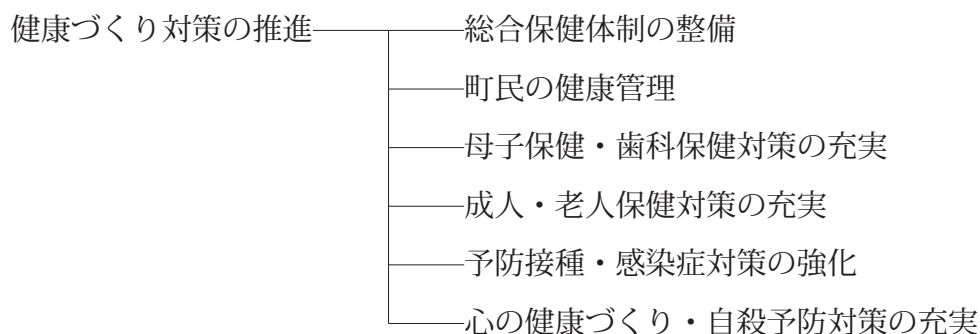 健康づくり対策の推進
総合保健体制の整備
町民の健康管理
母子保健・歯科保健対策の充実
成人・老人保健対策の充実
予防接種・感染症対策の強化
心の健康づくり・自殺予防対策の充実